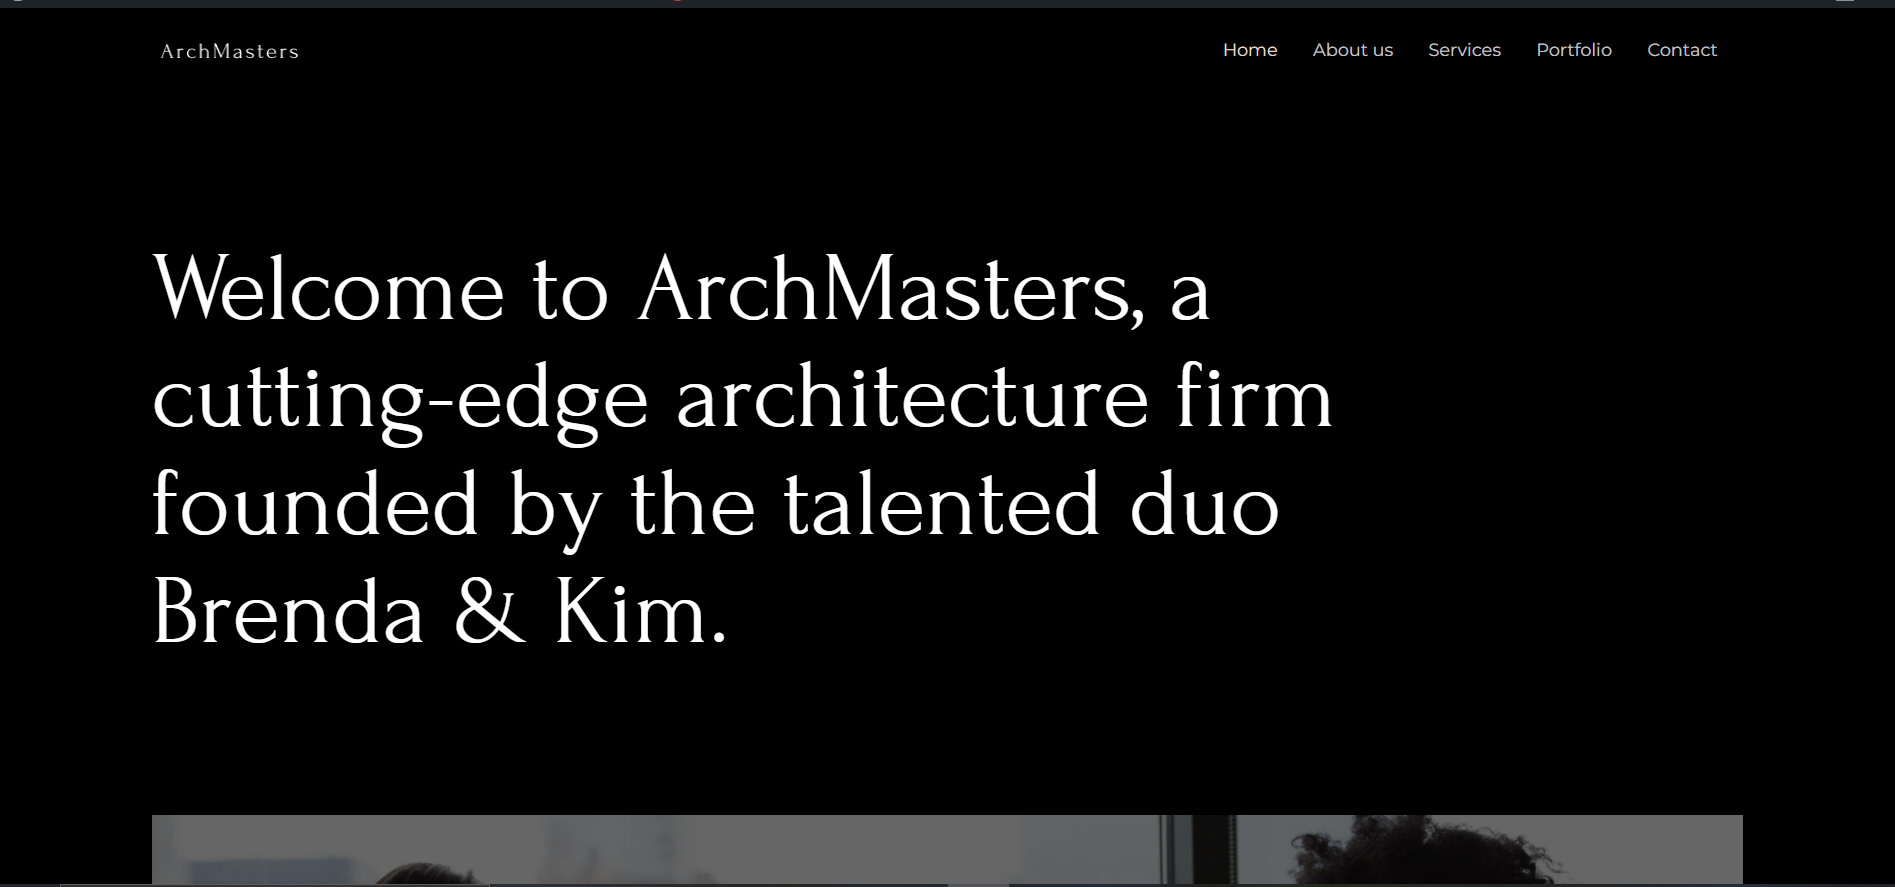 ArchMasters
Home About us Services Portfolio Contact
Welcome to ArchMasters, a
cutting-edge architecture firm
founded by the talented duo
Brenda & Kim.